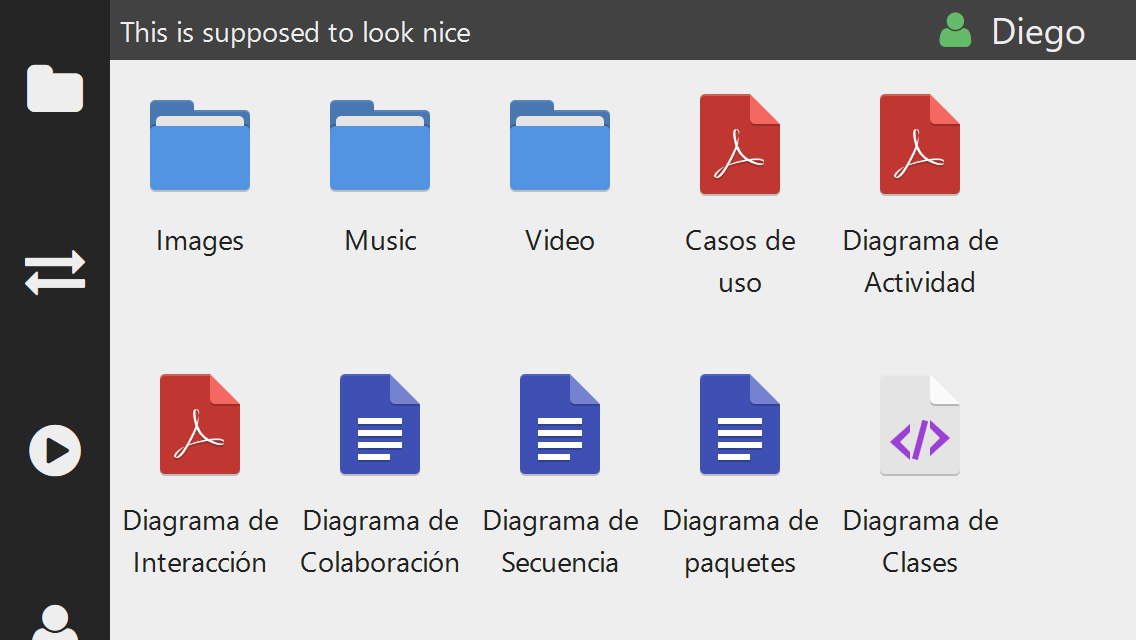 This is supposed to look nice
Diego
Images
Music
Video
Casos de
uso
Diagrama de
Actividad
Diagrama de
Interacción
Diagrama de
Colaboración
Diagrama de
Secuencia
Diagrama de
paquetes
Diagrama de
Clases